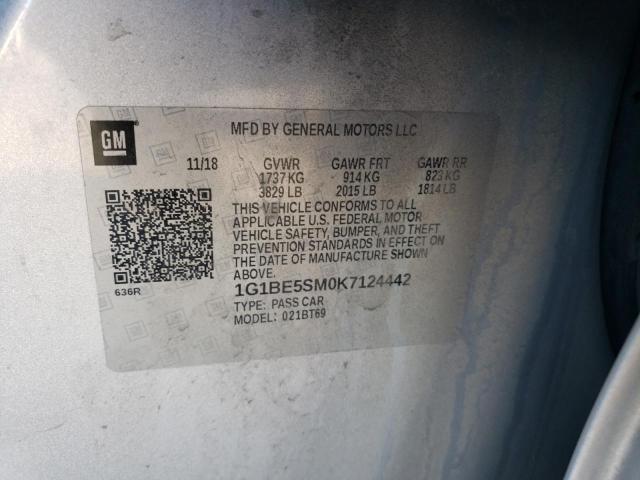 GM
MFD BY GENERAL MOTORS LLC
11/18 GVWR GAWR FRT GAWR RR
1737 KG 914 KG 823 KG
3829 LB 2015 LB 1814 LB
THIS VEHICLE CONFORMS TO ALL
APPLICABLE U.S. FEDERAL MOTOR
VEHICLE SAFETY, BUMPER, AND THEFT
PREVENTION STANDARDS IN EFFECT ON
THE DATE OF MANUFACTURE SHOWN
ABOVE.
1G1BE5SM0K7124442
TYPE: PASS CAR
MODEL: 021BT69
636R